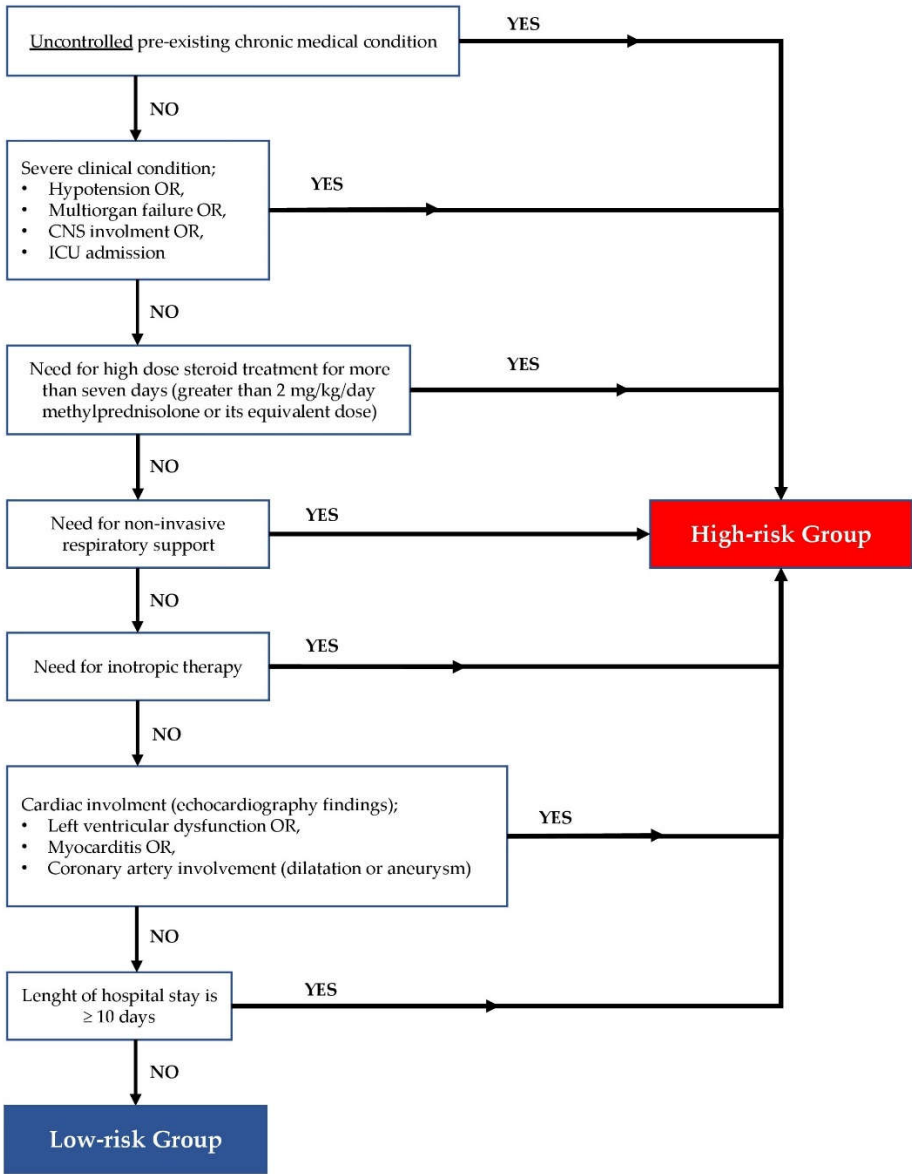 Uncontrolled pre-existing chronic medical condition
YES
NO
Severe clinical condition;
• Hypotension OR,
• Multiorgan failure OR,
• CNS involment OR,
• ICU admission
YES
NO
Need for high dose steroid treatment for more
than seven days (greater than 2 mg/kg/day
methylprednisolone or its equivalent dose)
YES
NO
Need for non-invasive
respiratory support
YES
High-risk Group
NO
Need for inotropic therapy
YES
NO
Cardiac involment (echocardiography findings);
• Left ventricular dysfunction OR,
• Myocarditis OR,
• Coronary artery involvement (dilatation or aneurysm)
YES
NO
Lenght of hospital stay is
≥ 10 days
YES
NO
Low-risk Group